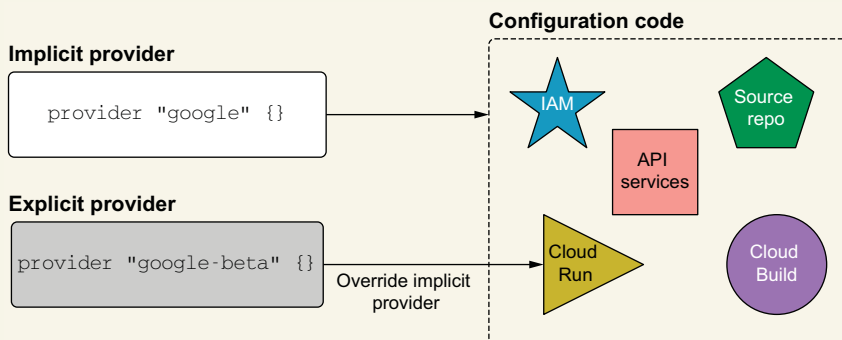 Configuration code
Implicit provider
provider "google" {}
IAM
Source
repo
API
services
Explicit provider
provider "google-beta" {}
Override implicit
provider
Cloud
Run
Cloud
Build